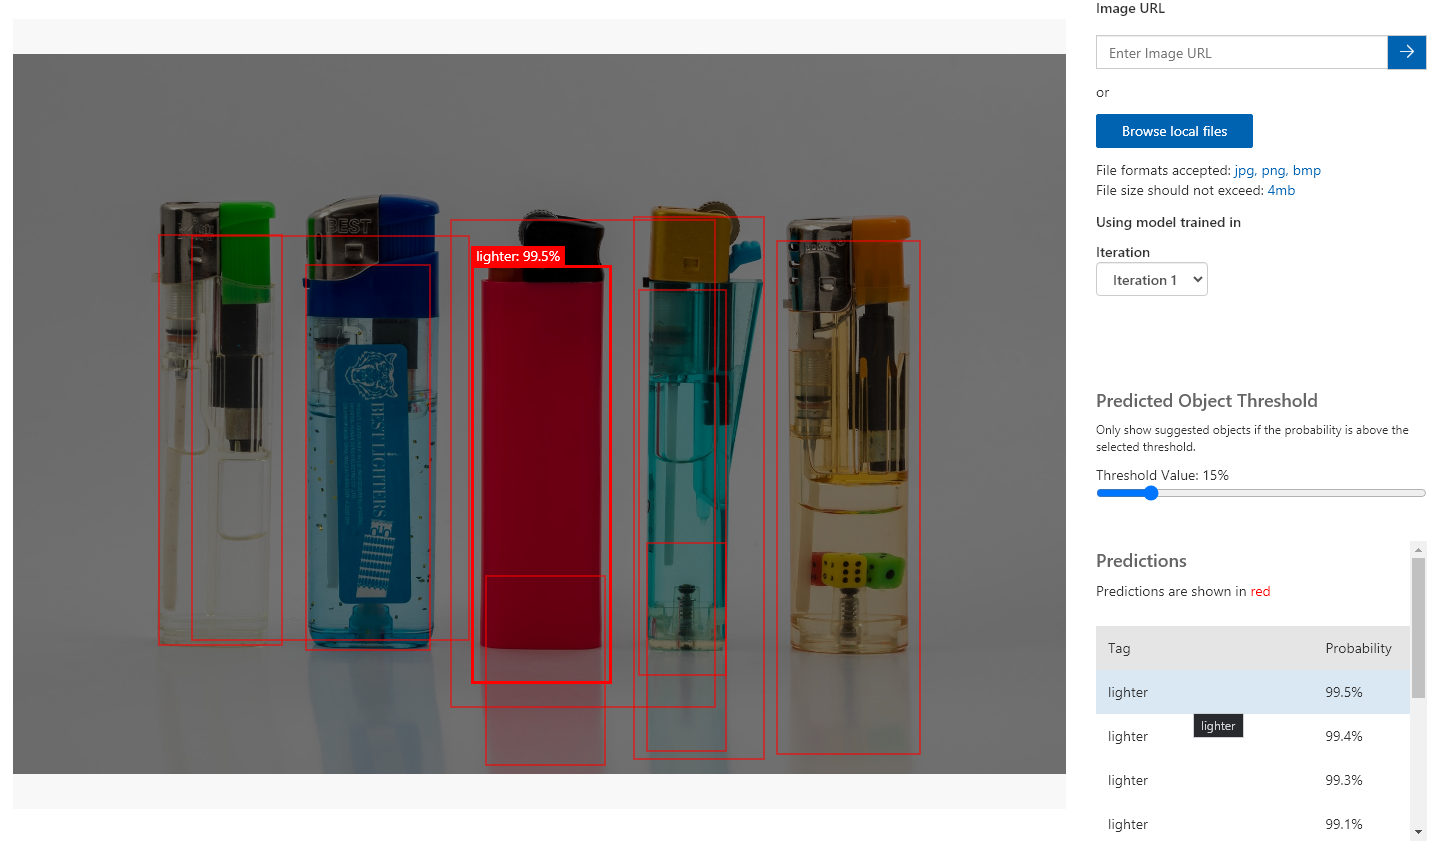 Image URL
Enter Image URL
or
Browse local files
File formats accepted: jpg, png, bmp
File size should not exceed: 4mb
Using model trained in
Iteration
Iteration 1
Predicted Object Threshold
Only show suggested objects if the probability is above the
selected threshold.
Threshold Value: 15%
Predictions
Predictions are shown in red
Tag Probability
lighter 99.5%
lighter
lighter 99.4%
lighter 99.3%
lighter 99.1%
lighter: 99.5%
BEST
BEST LIGHTERS